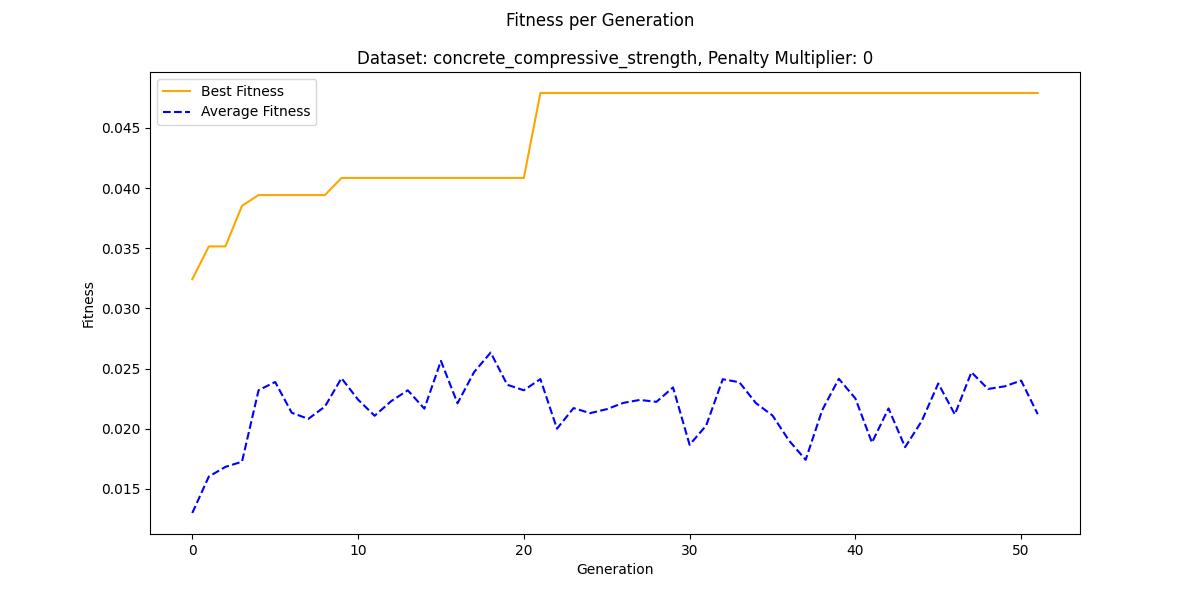 Fitness per Generation
Dataset: concrete_compressive_strength, Penalty Multiplier: 0
Best Fitness
Average Fitness
0.045
0.040
0.035
0.030
0.025
0.020
0.015
Fitness
0 10 20 30 40 50
Generation